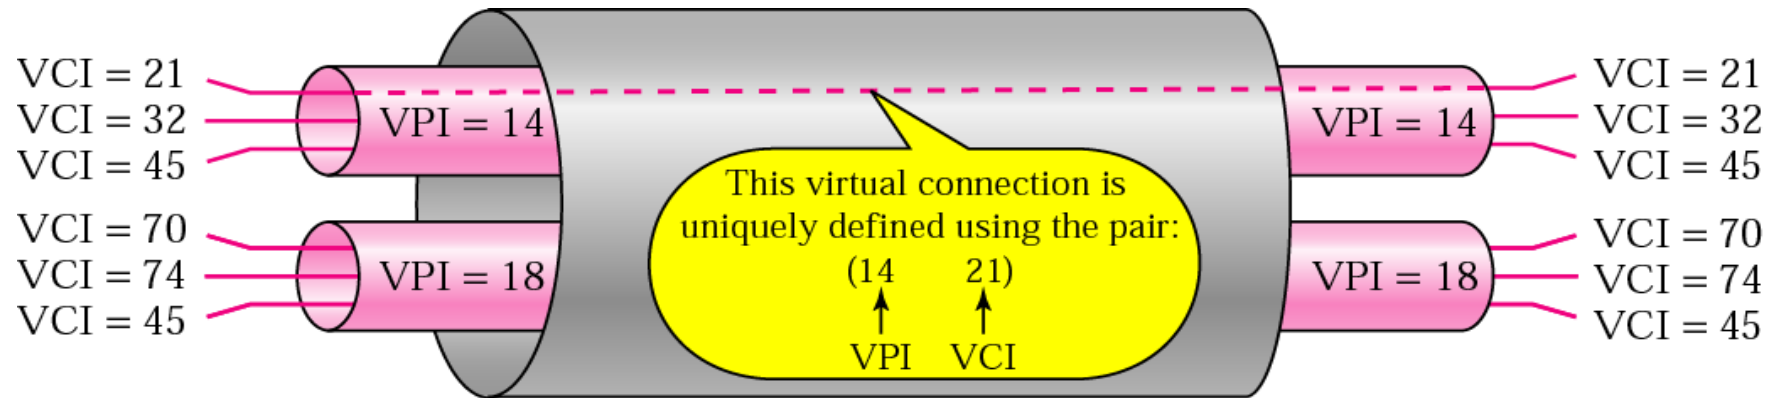 VCI = 21
VCI = 32
VCI = 45
VPI = 14
VCI = 70
VCI = 74
VCI = 45
VPI = 18
This virtual connection is
uniquely defined using the pair:
(14 21)
VPI VCI
VPI = 14
VCI = 21
VCI = 32
VCI = 45
VPI = 18
VCI = 70
VCI = 74
VCI = 45